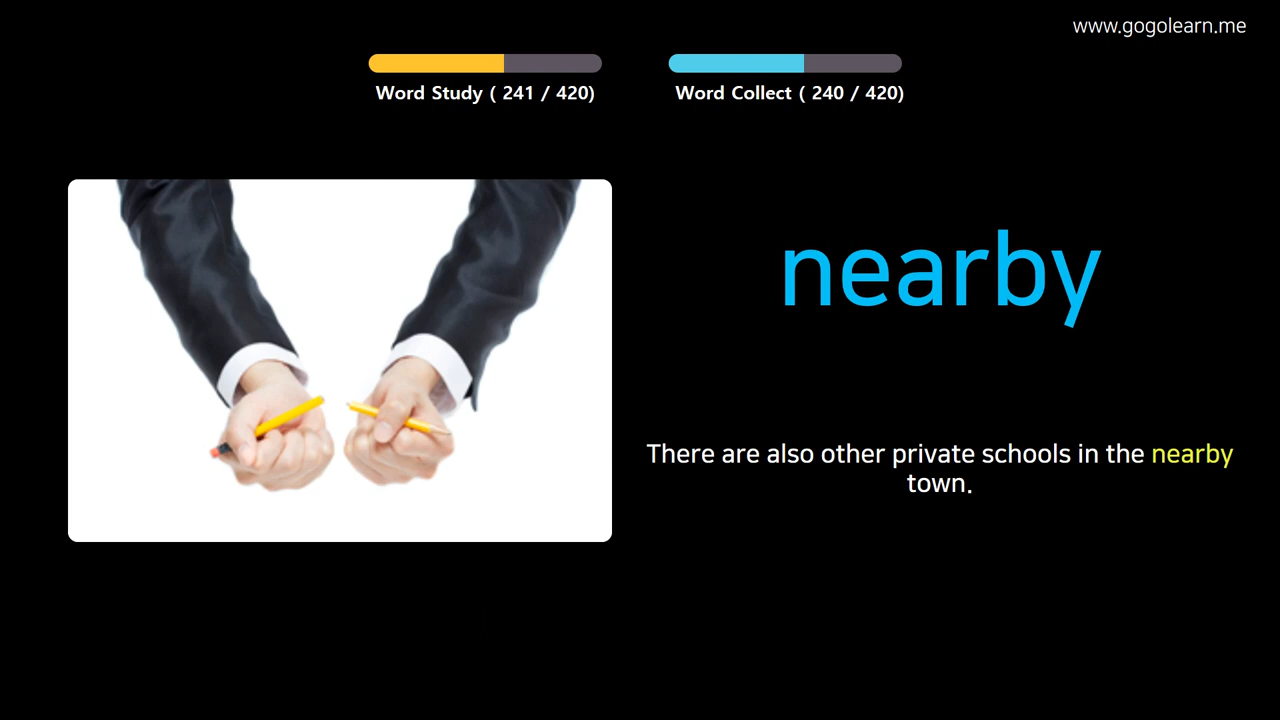 www.gogolearn.me
Word Study ( 241 / 420)
Word Collect ( 240 / 420)
nearby
There are also other private schools in the nearby
town.